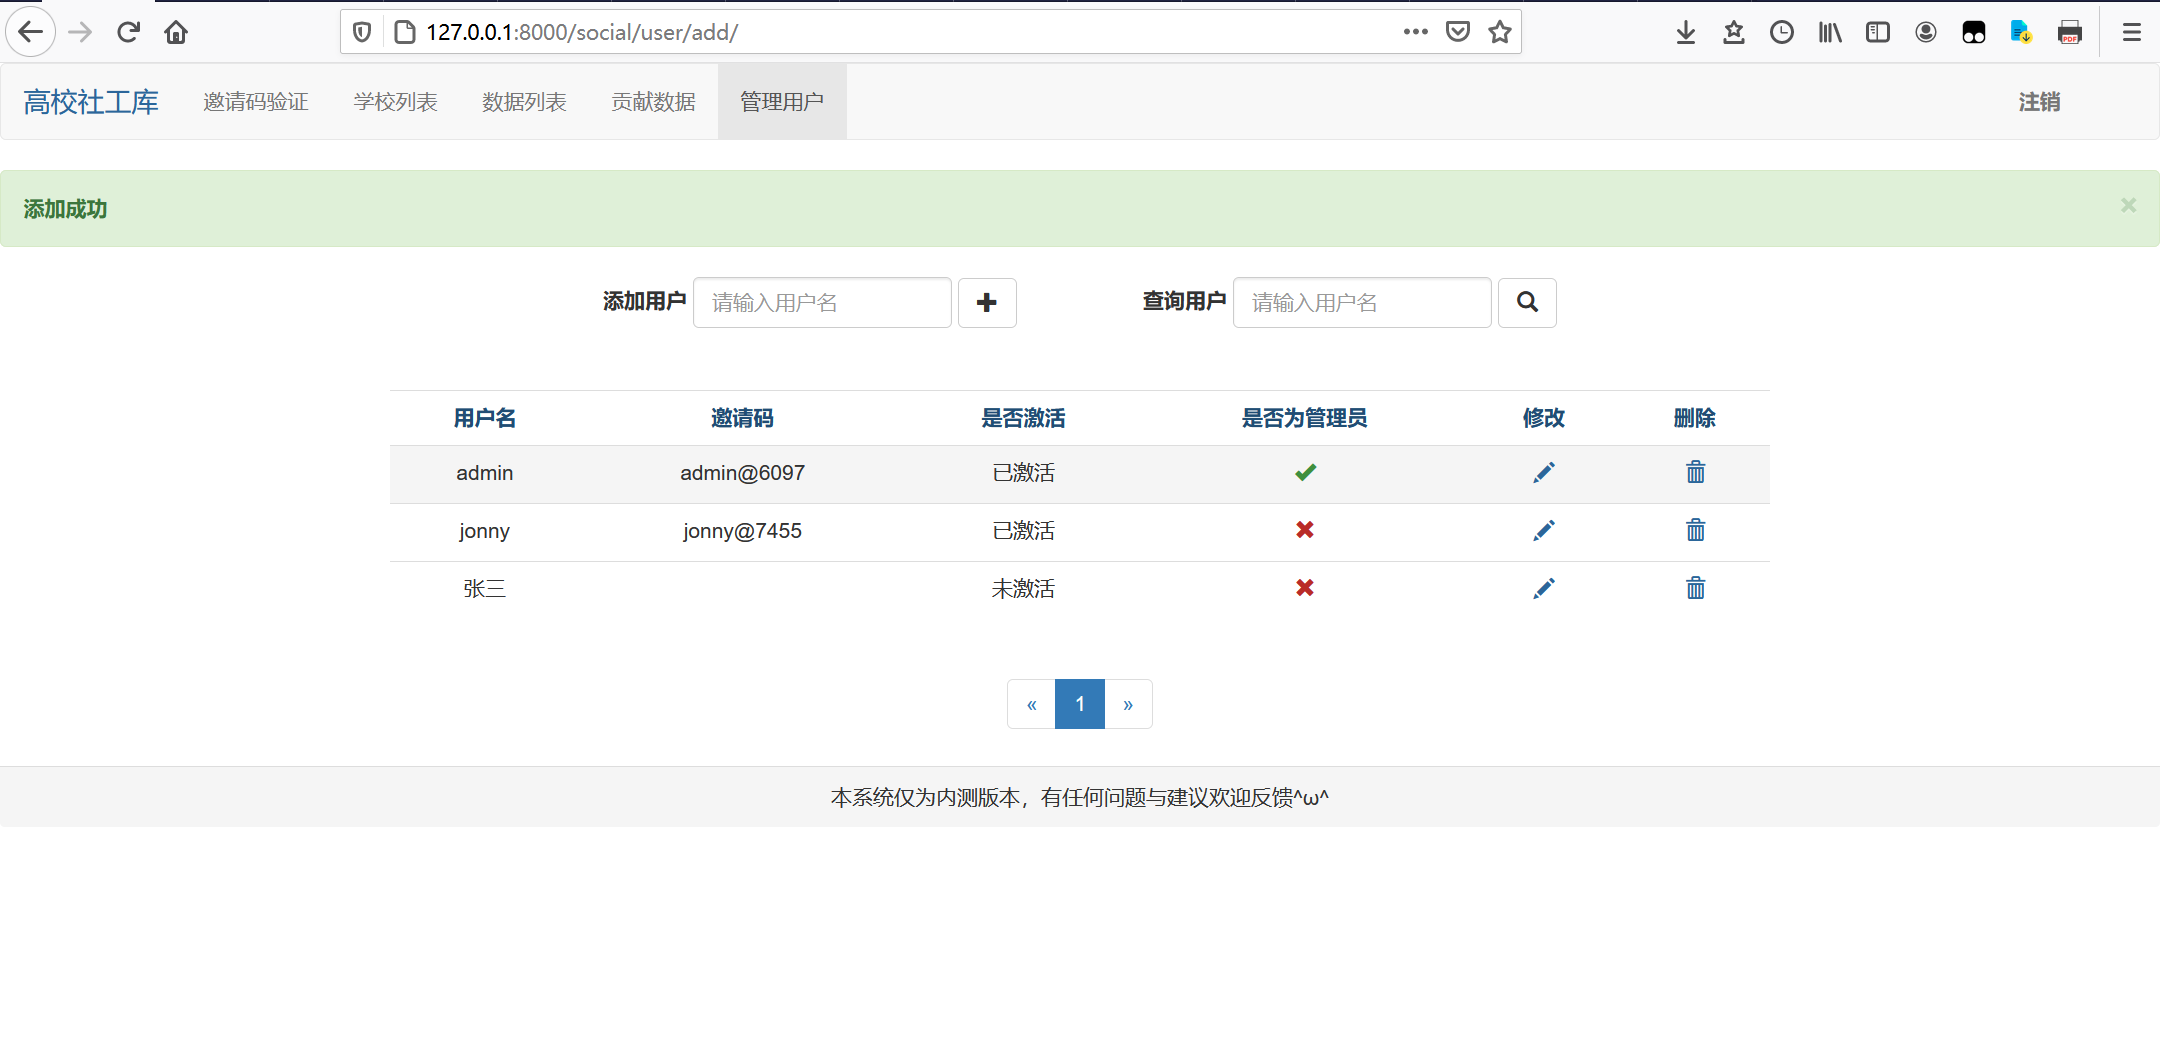 127.0.0.1:8000/social/user/add/
高校社工库 邀请码验证 学校列表 数据列表 贡献数据 管理用户 注销
添加成功 ×
添加用户 请输入用户名 查询用户 请输入用户名
用户名 邀请码 是否激活 是否为管理员 修改 删除
admin admin@6097 已激活
jonny jonny@7455 已激活
张三 未激活
« 1 »
本系统仅为内测版本，有任何问题与建议欢迎反馈^ω^